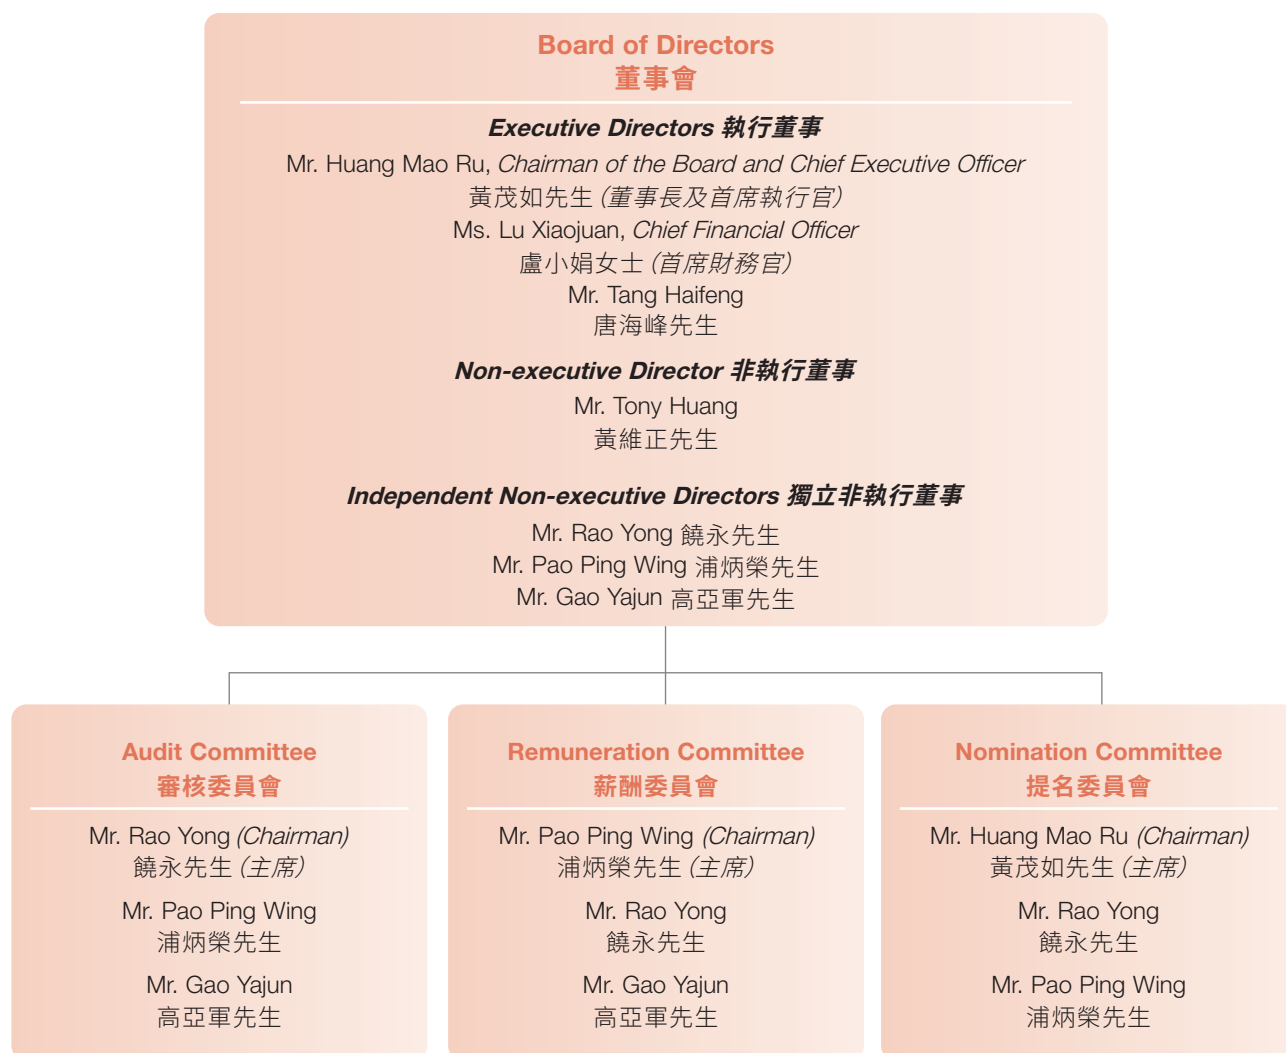 Board of Directors
董事會
Executive Directors 執行董事
Mr. Huang Mao Ru, Chairman of the Board and Chief Executive Officer
黃茂如先生（董事長及首席執行官）
Ms. Lu Xiaojuan, Chief Financial Officer
盧小娟女士（首席財務官）
Mr. Tang Haifeng
唐海峰先生
Non-executive Director 非執行董事
Mr. Tony Huang
黃維正先生
Independent Non-executive Directors 獨立非執行董事
Mr. Rao Yong 饒永先生
Mr. Pao Ping Wing 浦炳榮先生
Mr. Gao Yajun 高亞軍先生
Audit Committee
審核委員會
Mr. Rao Yong (Chairman)
饒永先生（主席）
Mr. Pao Ping Wing
浦炳榮先生
Mr. Gao Yajun
高亞軍先生
Remuneration Committee
薪酬委員會
Mr. Pao Ping Wing (Chairman)
浦炳榮先生（主席）
Mr. Rao Yong
饒永先生
Mr. Gao Yajun
高亞軍先生
Nomination Committee
提名委員會
Mr. Huang Mao Ru (Chairman)
黃茂如先生（主席）
Mr. Rao Yong
饒永先生
Mr. Pao Ping Wing
浦炳榮先生